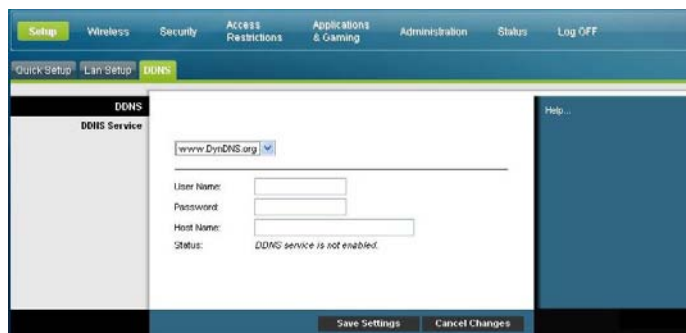 Setup Wireless Security Access Restrictions Applications & Gaming Administration Status Log OFF
Quick Setup Lan Setup DDNS
DDNS
DDNS Service
Help...
www.DynDNS.org
User Name:
Password:
Host Name:
Status: DDNS service is not enabled.
Save Settings Cancel Changes